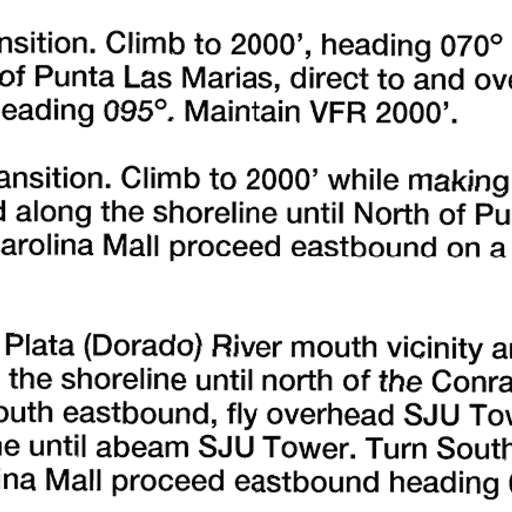 nsition. Climb to 2000', heading 070°
of Punta Las Marias, direct to and ove
eading 095°. Maintain VFR 2000'.
ansition. Climb to 2000' while making
d along the shoreline until North of Pu
arolina Mall proceed eastbound on a
Plata (Dorado) River mouth vicinity a
the shoreline until north of the Conra
outh eastbound, fly overhead SJU Tov
e until abeam SJU Tower. Turn South
ina Mall proceed eastbound heading